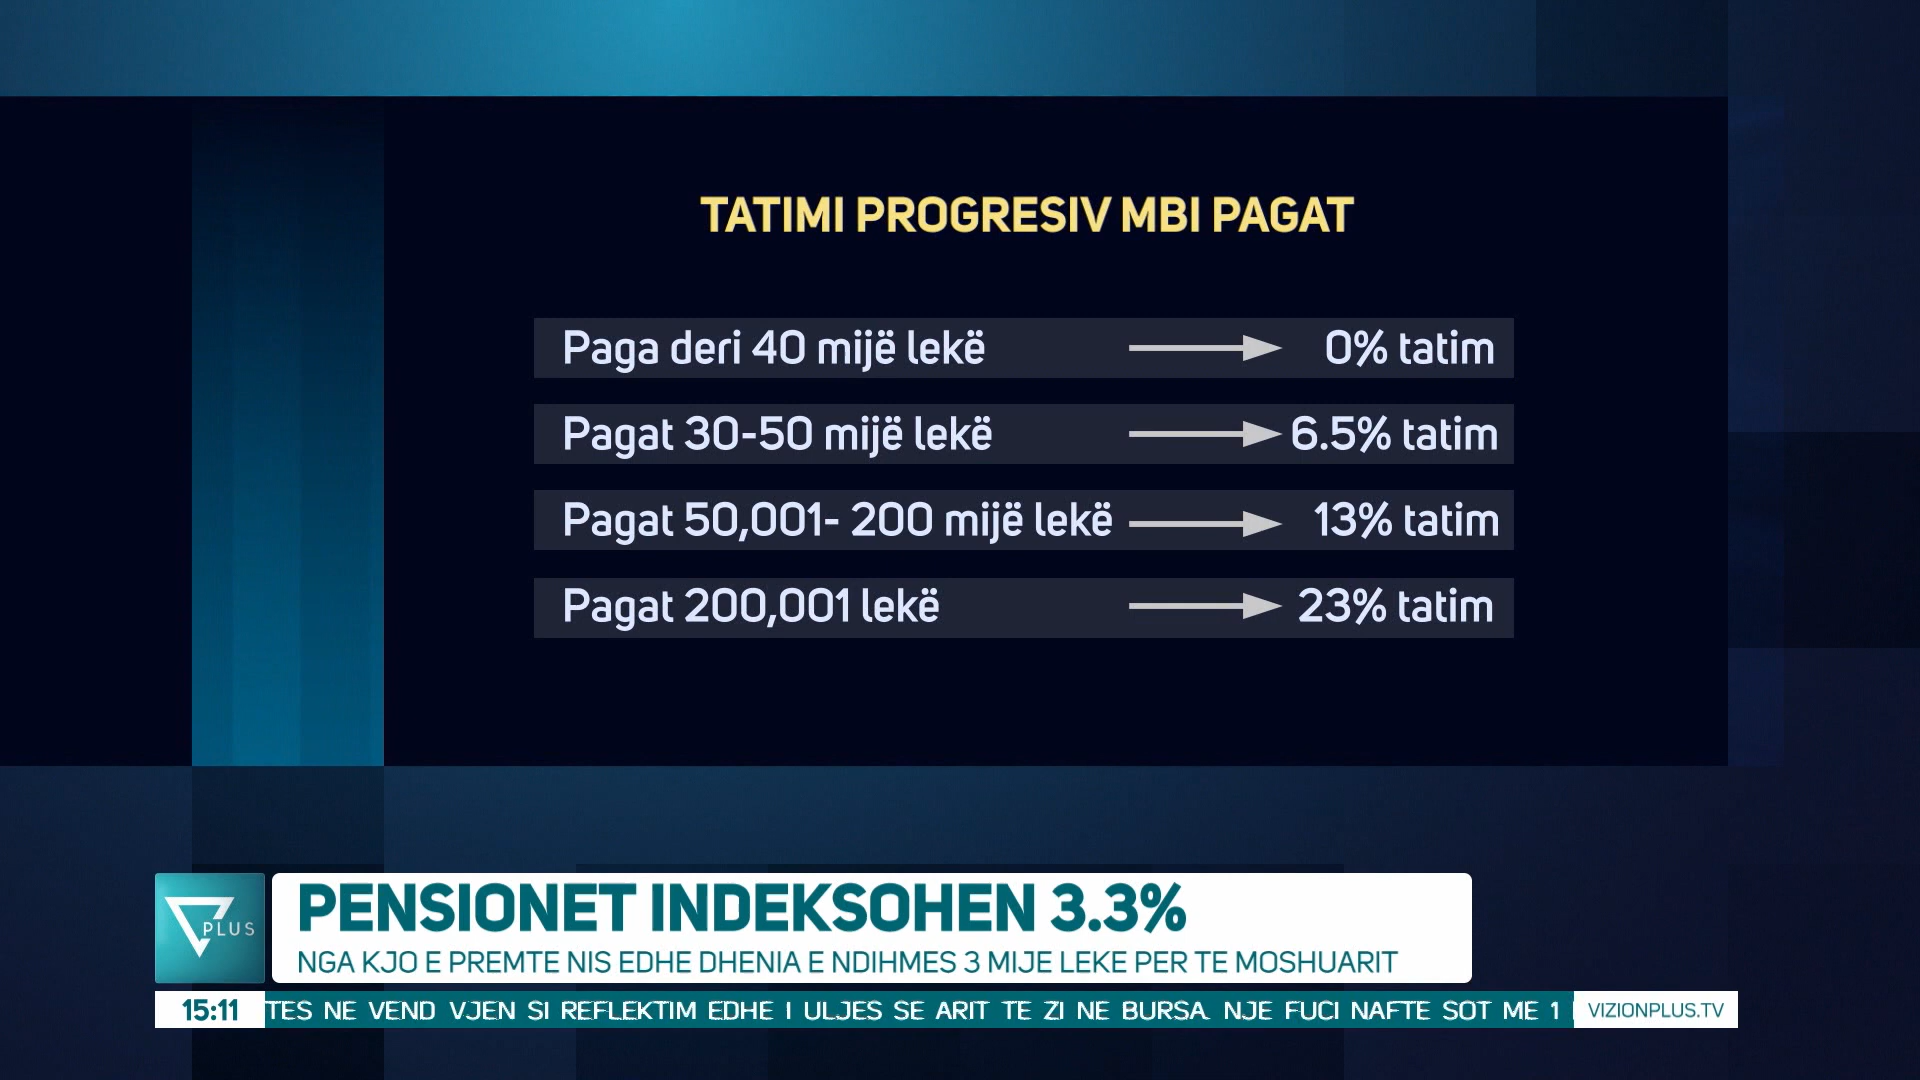 TATIMI PROGRESIV MBI PAGAT
Paga deri 40 mijë lekë 0% tatim
Pagat 30-50 mijë lekë 6.5% tatim
Pagat 50,001- 200 mijë lekë 13% tatim
Pagat 200,001 lekë 23% tatim
PLUS
PENSIONET INDEKSOHEN 3.3%
NGA KJO E PREMTE NIS EDHE DHENIA E NDIHMES 3 MIJE LEKE PER TE MOSHUARIT
15:11 TES NE VEND VJEN SI REFLEKTIM EDHE I ULJES SE ARIT TE ZI NE BURSA. NJE FUCI NAFTE SOT ME 1 VIZIONPLUS.TV